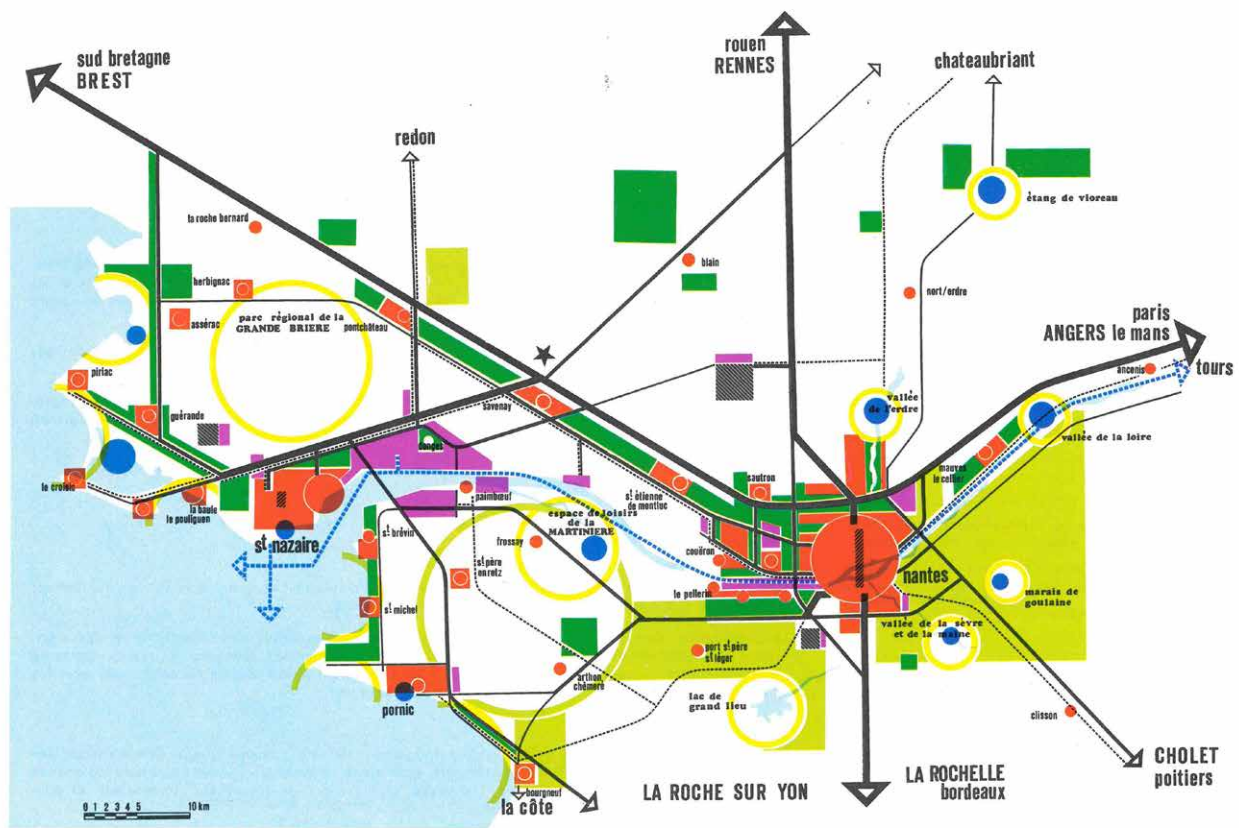 sud bretagne
BREST
rouen
RENNES
chateaubriant
redon
étang de vioreau
la roche bernard
blain
herbignac
nort/erdre
parc régional de la
GRANDE BRIERE
assérac
pontchâteau
paris
ANGERS le mans
tours
ancenis
piriac
savenay
vallée
de l'erdre
guérande
vallée de la loire
donges
mauves
le cellier
le croisic
la baule
le pouliguen
paimbœuf
st étienne
de montluc
sautron
espace de loisirs
de la
MARTINIERE
st nazaire
st brévin
frossay
couëron
st père
en retz
le pellerin
nantes
marais de
goulaine
st michel
vallée de la sèvre
et de la maine
port st père
st léger
arthon
chémeré
lac de
grand lieu
pornic
clisson
CHOLET
poitiers
bourgneuf
la côte
LA ROCHE SUR YON
LA ROCHELLE
bordeaux
0 1 2 3 4 5 10 km